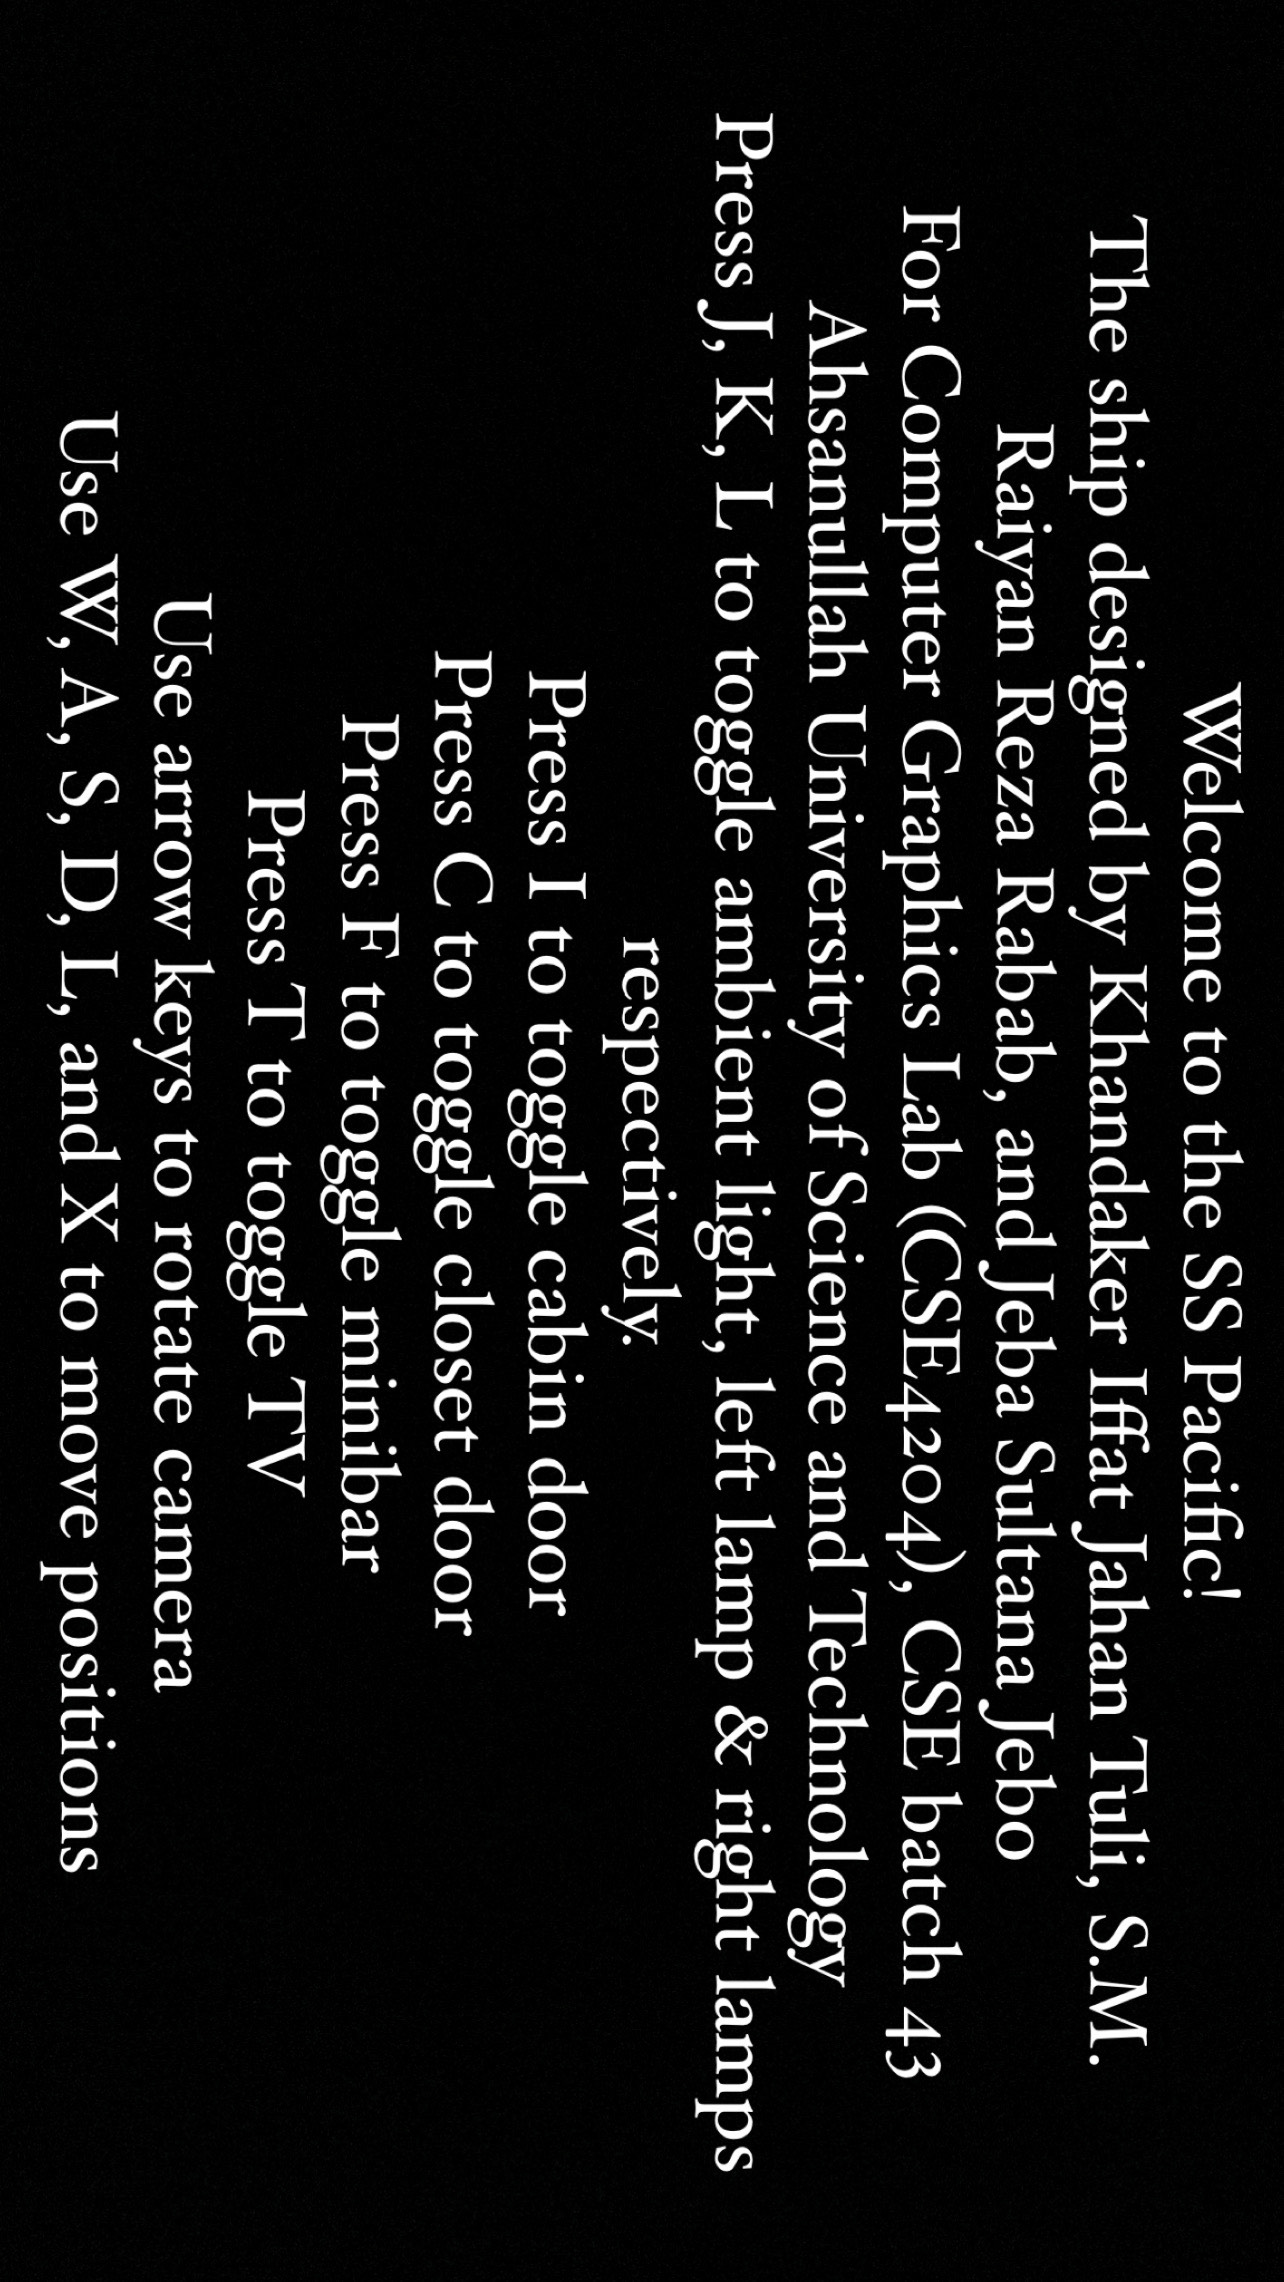 Welcome to the SS Pacific!
The ship designed by Khandaker Iffat Jahan Tuli, S.M.
Raiyan Reza Rabab, and Jeba Sultana Jebo
For Computer Graphics Lab (CSE4204), CSE batch 43
Ahsanullah University of Science and Technology
Press J, K, L to toggle ambient light, left lamp & right lamps
respectively.
Press I to toggle cabin door
Press C to toggle closet door
Press F to toggle minibar
Press T to toggle TV
Use arrow keys to rotate camera
Use W, A, S, D, L, and X to move positions